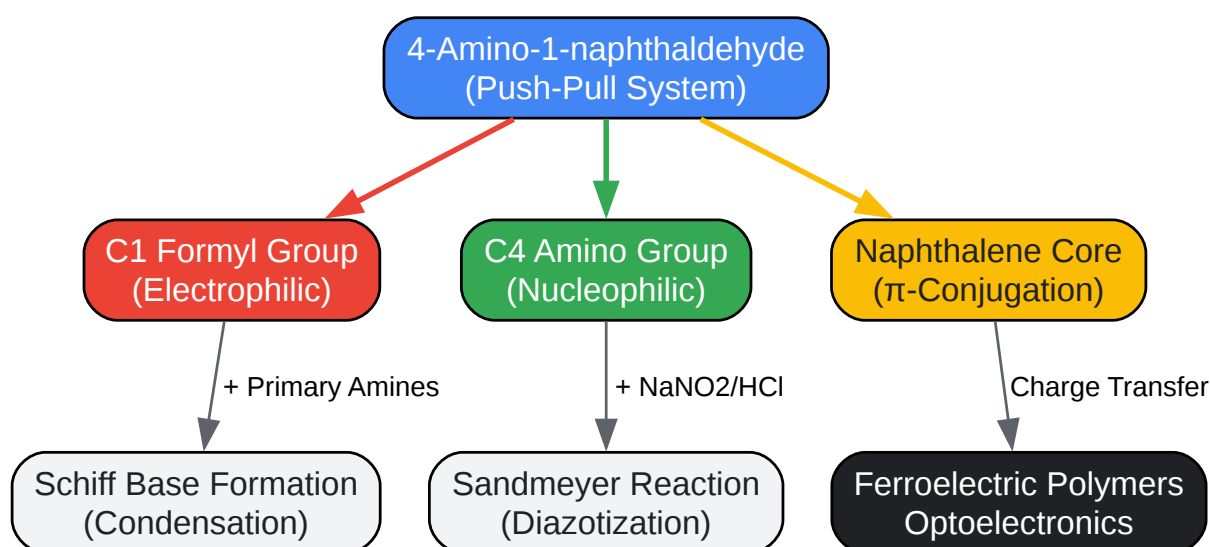 4-Amino-1-naphthaldehyde
(Push-Pull System)
C1 Formyl Group
(Electrophilic)
C4 Amino Group
(Nucleophilic)
Naphthalene Core
(π-Conjugation)
+ Primary Amines
+ NaNO2/HCl
Charge Transfer
Schiff Base Formation
(Condensation)
Sandmeyer Reaction
(Diazotization)
Ferroelectric Polymers
Optoelectronics